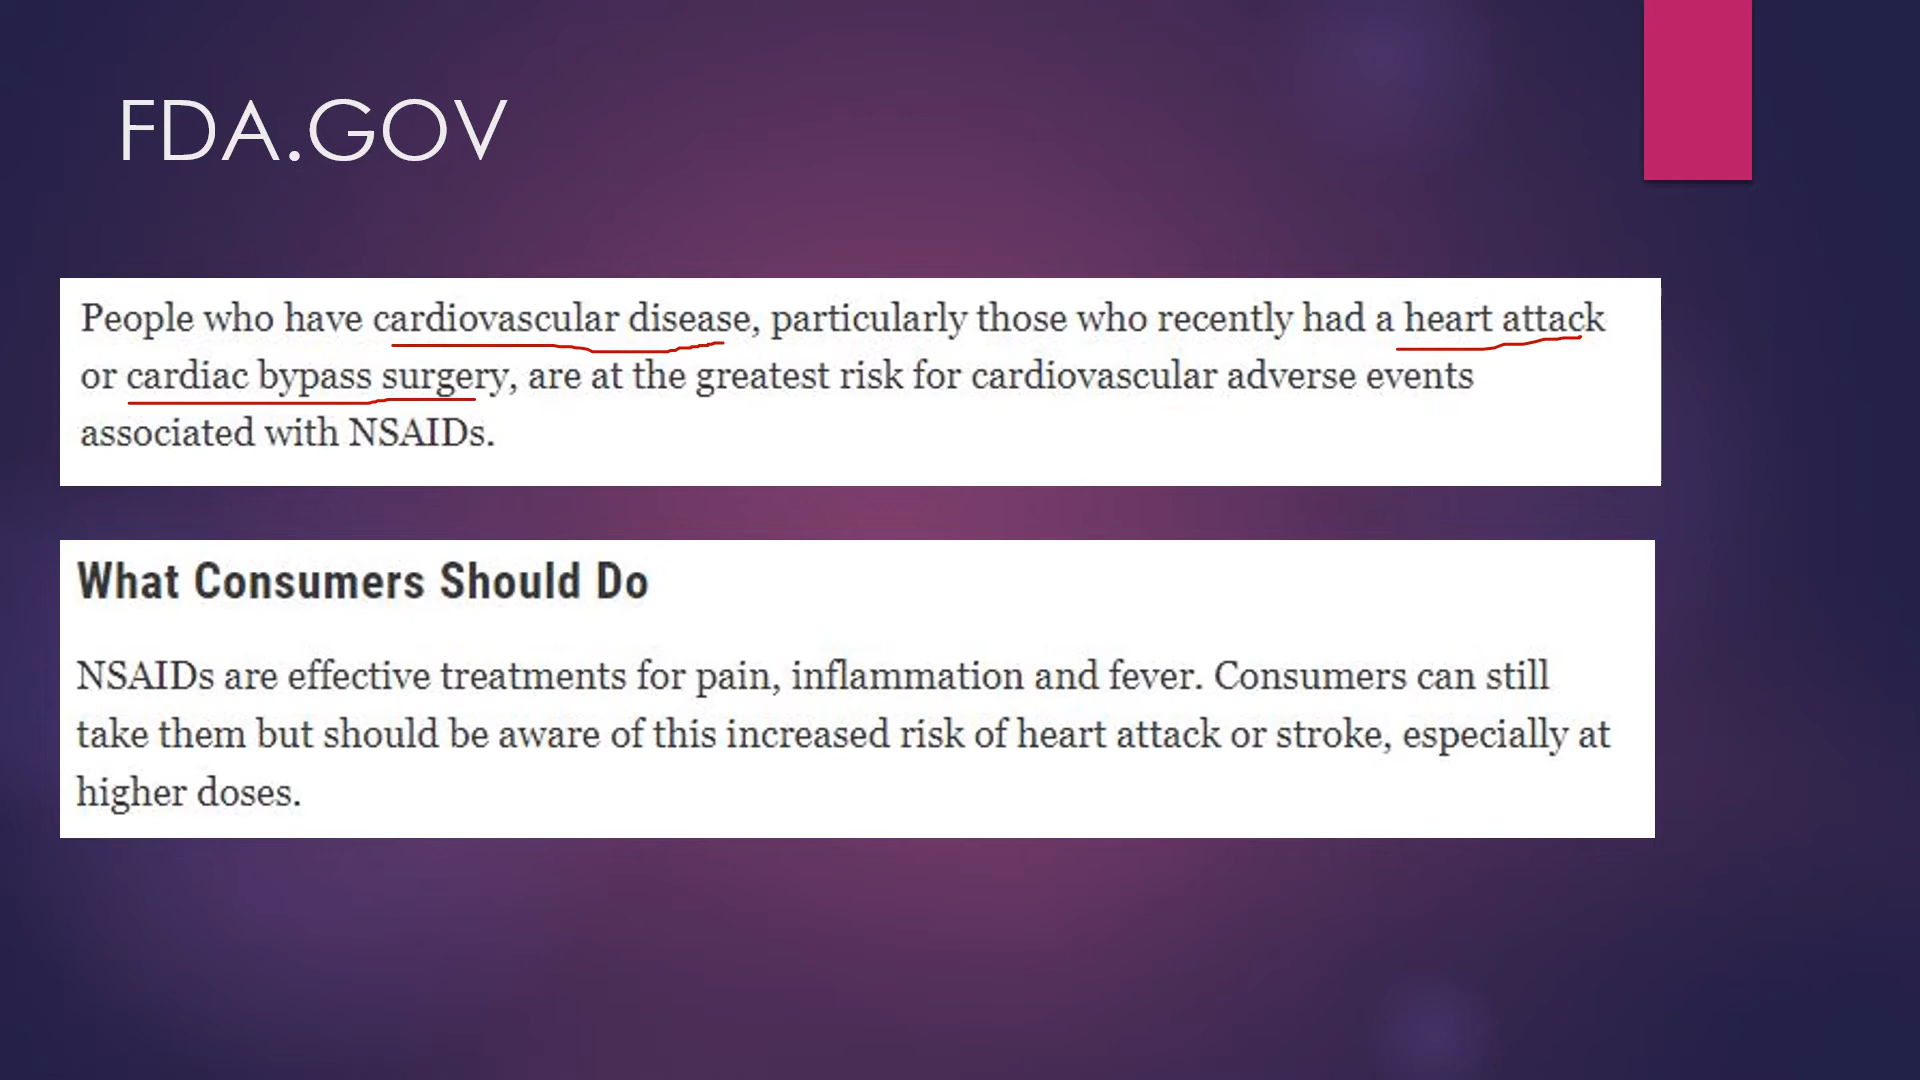 FDA.GOV
People who have cardiovascular disease, particularly those who recently had a heart attack
or cardiac bypass surgery, are at the greatest risk for cardiovascular adverse events
associated with NSAIDs.
What Consumers Should Do
NSAIDs are effective treatments for pain, inflammation and fever. Consumers can still
take them but should be aware of this increased risk of heart attack or stroke, especially at
higher doses.